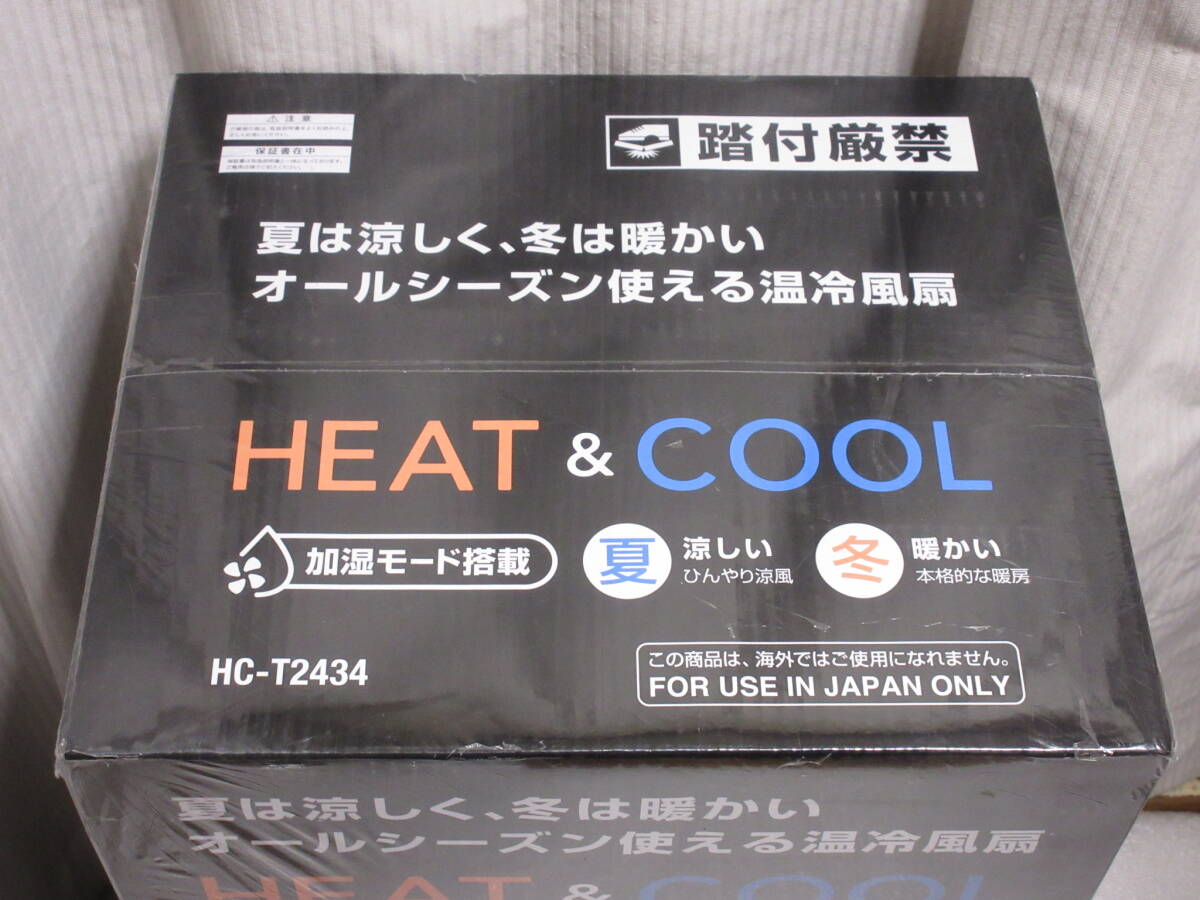 ⚠ 注意
保証書在中
踏付厳禁
夏は涼しく、冬は暖かい
オールシーズン使える温冷風扇
HEAT & COOL
加湿モード搭載
夏 涼しい
ひんやり涼風
冬 暖かい
本格的な暖房
HC-T2434
この商品は、海外ではご使用になれません。
FOR USE IN JAPAN ONLY
夏は涼しく、冬は暖かい
オールシーズン使える温冷風扇
HEAT & COOL